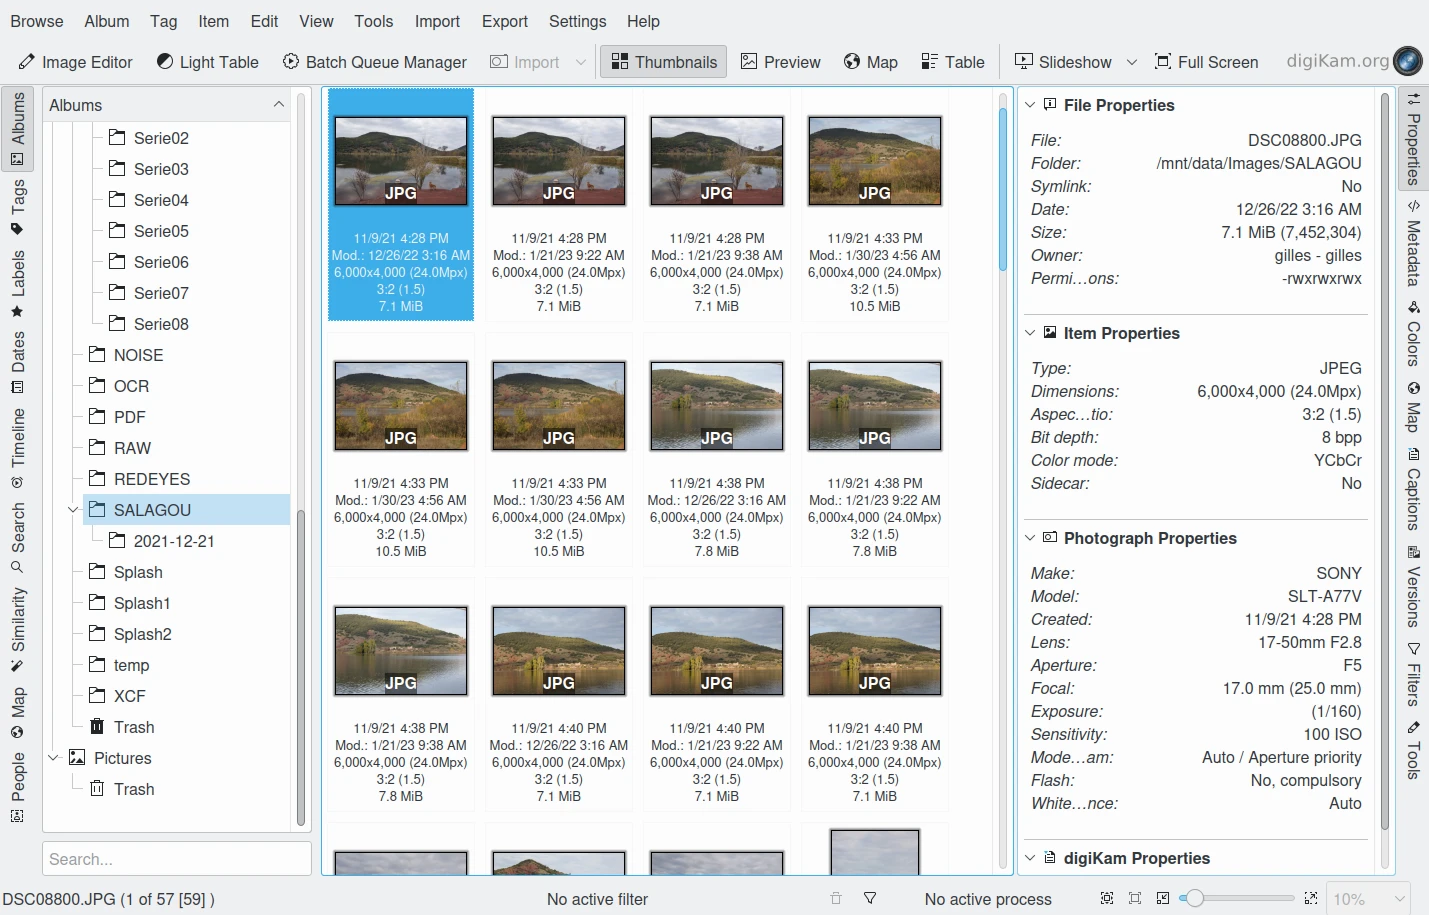 Browse Album Tag Item Edit View Tools Import Export Settings Help
Image Editor Light Table Batch Queue Manager Import Thumbnails Preview Map Table Slideshow Full Screen digiKam.org
Albums
Tags
Labels
Dates
Timeline
Search
Similarity
Map
People
Albums
Serie02
Serie03
Serie04
Serie05
Serie06
Serie07
Serie08
NOISE
OCR
PDF
RAW
REDEYES
SALAGOU
2021-12-21
Splash
Splash1
Splash2
temp
XCF
Trash
Pictures
Trash
Search...
JPG JPG JPG JPG
11/9/21 4:28 PM 11/9/21 4:28 PM 11/9/21 4:28 PM 11/9/21 4:33 PM
Mod.: 12/26/22 3:16 AM Mod.: 1/21/23 9:22 AM Mod.: 1/21/23 9:38 AM Mod.: 1/30/23 4:56 AM
6,000x4,000 (24.0Mpx) 6,000x4,000 (24.0Mpx) 6,000x4,000 (24.0Mpx) 6,000x4,000 (24.0Mpx)
3:2 (1.5) 3:2 (1.5) 3:2 (1.5) 3:2 (1.5)
7.1 MiB 7.1 MiB 7.1 MiB 10.5 MiB
JPG JPG JPG JPG
11/9/21 4:33 PM 11/9/21 4:33 PM 11/9/21 4:38 PM 11/9/21 4:38 PM
Mod.: 1/30/23 4:56 AM Mod.: 1/30/23 4:56 AM Mod.: 12/26/22 3:16 AM Mod.: 1/21/23 9:22 AM
6,000x4,000 (24.0Mpx) 6,000x4,000 (24.0Mpx) 6,000x4,000 (24.0Mpx) 6,000x4,000 (24.0Mpx)
3:2 (1.5) 3:2 (1.5) 3:2 (1.5) 3:2 (1.5)
10.5 MiB 10.5 MiB 7.8 MiB 7.8 MiB
JPG JPG JPG JPG
11/9/21 4:38 PM 11/9/21 4:40 PM 11/9/21 4:40 PM 11/9/21 4:40 PM
Mod.: 1/21/23 9:38 AM Mod.: 12/26/22 3:16 AM Mod.: 1/21/23 9:22 AM Mod.: 1/21/23 9:38 AM
6,000x4,000 (24.0Mpx) 6,000x4,000 (24.0Mpx) 6,000x4,000 (24.0Mpx) 6,000x4,000 (24.0Mpx)
3:2 (1.5) 3:2 (1.5) 3:2 (1.5) 3:2 (1.5)
7.8 MiB 7.1 MiB 7.1 MiB 7.1 MiB
File Properties
File: DSC08800.JPG
Folder: /mnt/data/Images/SALAGOU
Symlink: No
Date: 12/26/22 3:16 AM
Size: 7.1 MiB (7,452,304)
Owner: gilles - gilles
Permi...ons: -rwxrwxrwx
Item Properties
Type: JPEG
Dimensions: 6,000x4,000 (24.0Mpx)
Aspec...tio: 3:2 (1.5)
Bit depth: 8 bpp
Color mode: YCbCr
Sidecar: No
Photograph Properties
Make: SONY
Model: SLT-A77V
Created: 11/9/21 4:28 PM
Lens: 17-50mm F2.8
Aperture: F5
Focal: 17.0 mm (25.0 mm)
Exposure: (1/160)
Sensitivity: 100 ISO
Mode...am: Auto / Aperture priority
Flash: No, compulsory
White...nce: Auto
digiKam Properties
Properties
Metadata
Colors
Map
Captions
Versions
Filters
Tools
DSC08800.JPG (1 of 57 [59] ) No active filter No active process 10%